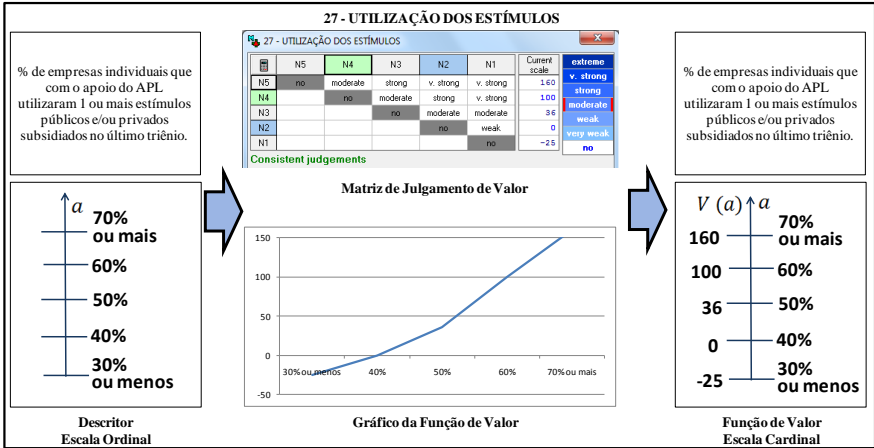 27 - UTILIZAÇÃO DOS ESTÍMULOS
% de empresas individuais que
com o apoio do APL
utilizaram 1 ou mais estímulos
públicos e/ou privados
subsidiados no último triênio.
a
70%
ou mais
60%
50%
40%
30%
ou menos
Descritor
Escala Ordinal
27 - UTILIZAÇÃO DOS ESTÍMULOS
N5 N4 N3 N2 N1 Current scale
N5 no moderate strong v. strong v. strong 160
N4 no moderate strong v. strong 100
N3 no moderate moderate 36
N2 no weak 0
N1 no -25
extreme
v. strong
strong
moderate
weak
very weak
no
Consistent judgements
Matriz de Julgamento de Valor
150
100
50
0
-50
30% ou menos 40% 50% 60% 70% ou mais
Gráfico da Função de Valor
% de empresas individuais que
com o apoio do APL
utilizaram 1 ou mais estímulos
públicos e/ou privados
subsidiados no último triênio.
V (a) a
160 70%
ou mais
100 60%
36 50%
0 40%
-25 30%
ou menos
Função de Valor
Escala Cardinal